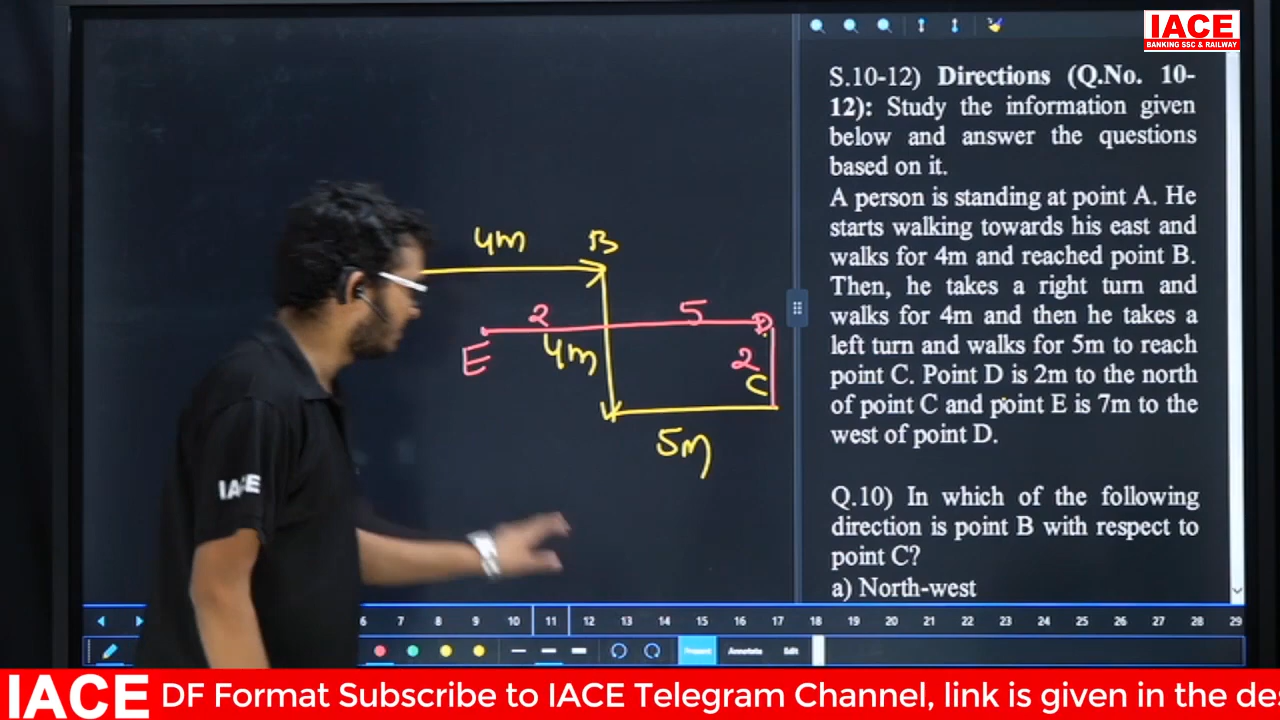 IACE
BANKING SSC & RAILWAY
S.10-12) Directions (Q.No. 10-
12): Study the information given
below and answer the questions
based on it.
A person is standing at point A. He
starts walking towards his east and
walks for 4m and reached point B.
Then, he takes a right turn and
walks for 4m and then he takes a
left turn and walks for 5m to reach
point C. Point D is 2m to the north
of point C and point E is 7m to the
west of point D.
Q.10) In which of the following
direction is point B with respect to
point C?
a) North-west
4m B
2 5 D
E 4m 2
C
5m
IACE
6 7 8 9 10 11 12 13 14 15 16 17 18 19 20 21 22 23 24 25 26 27 28 29
Present Annotate Edit
IACE DF Format Subscribe to IACE Telegram Channel, link is given in the des